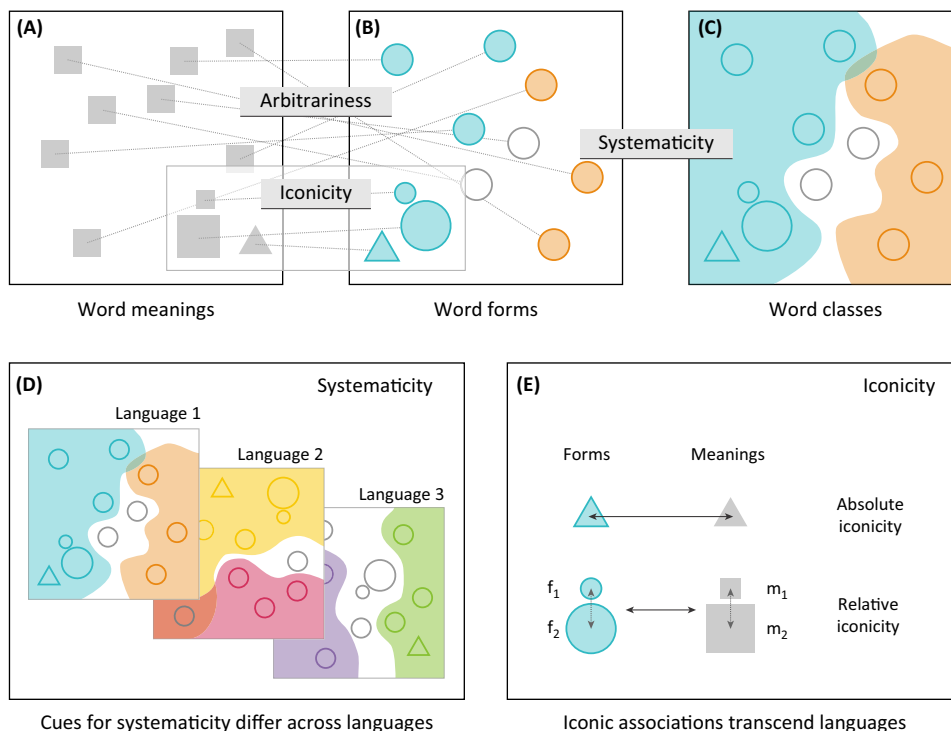 (A)
(B)
(C)
Arbitrariness
Systematicity
Iconicity
Word meanings
Word forms
Word classes
(D)
Systematicity
Language 1
Language 2
Language 3
Cues for systematicity differ across languages
(E)
Iconicity
Forms
Meanings
Absolute
iconicity
f1
m1
f2
m2
Relative
iconicity
Iconic associations transcend languages